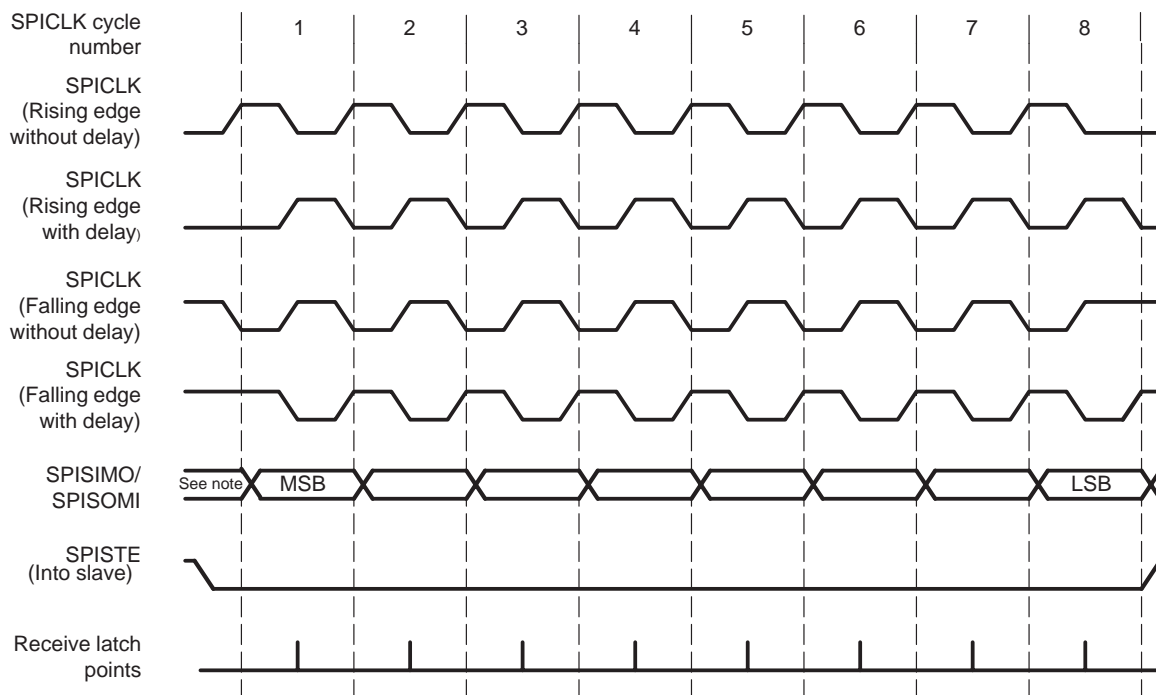 SPICLK cycle
number
1 2 3 4 5 6 7 8
SPICLK
(Rising edge
without delay)
SPICLK
(Rising edge
with delay)
SPICLK
(Falling edge
without delay)
SPICLK
(Falling edge
with delay)
SPISIMO/
SPISOMI
See note MSB LSB
SPISTE
(Into slave)
Receive latch
points